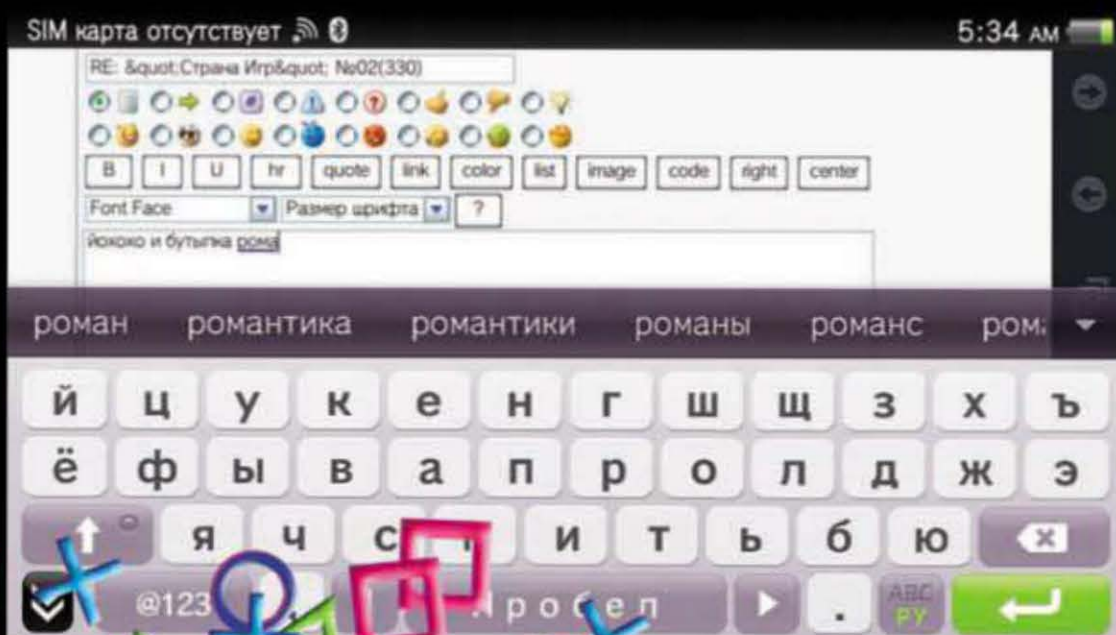 SIM карта отсутствует 5:34 AM
RE: &quot;Страна Игр&quot; №02(330)
B I U hr quote link color list image code right center
Font Face Размер шрифта ?
йохохо и бутылка рома
роман романтика романтики романы романс
й ц у к е н г ш щ з х ъ
ё ф ы в а п р о л д ж э
я ч с и т ь б ю
@123 Пробел . ABC РУ